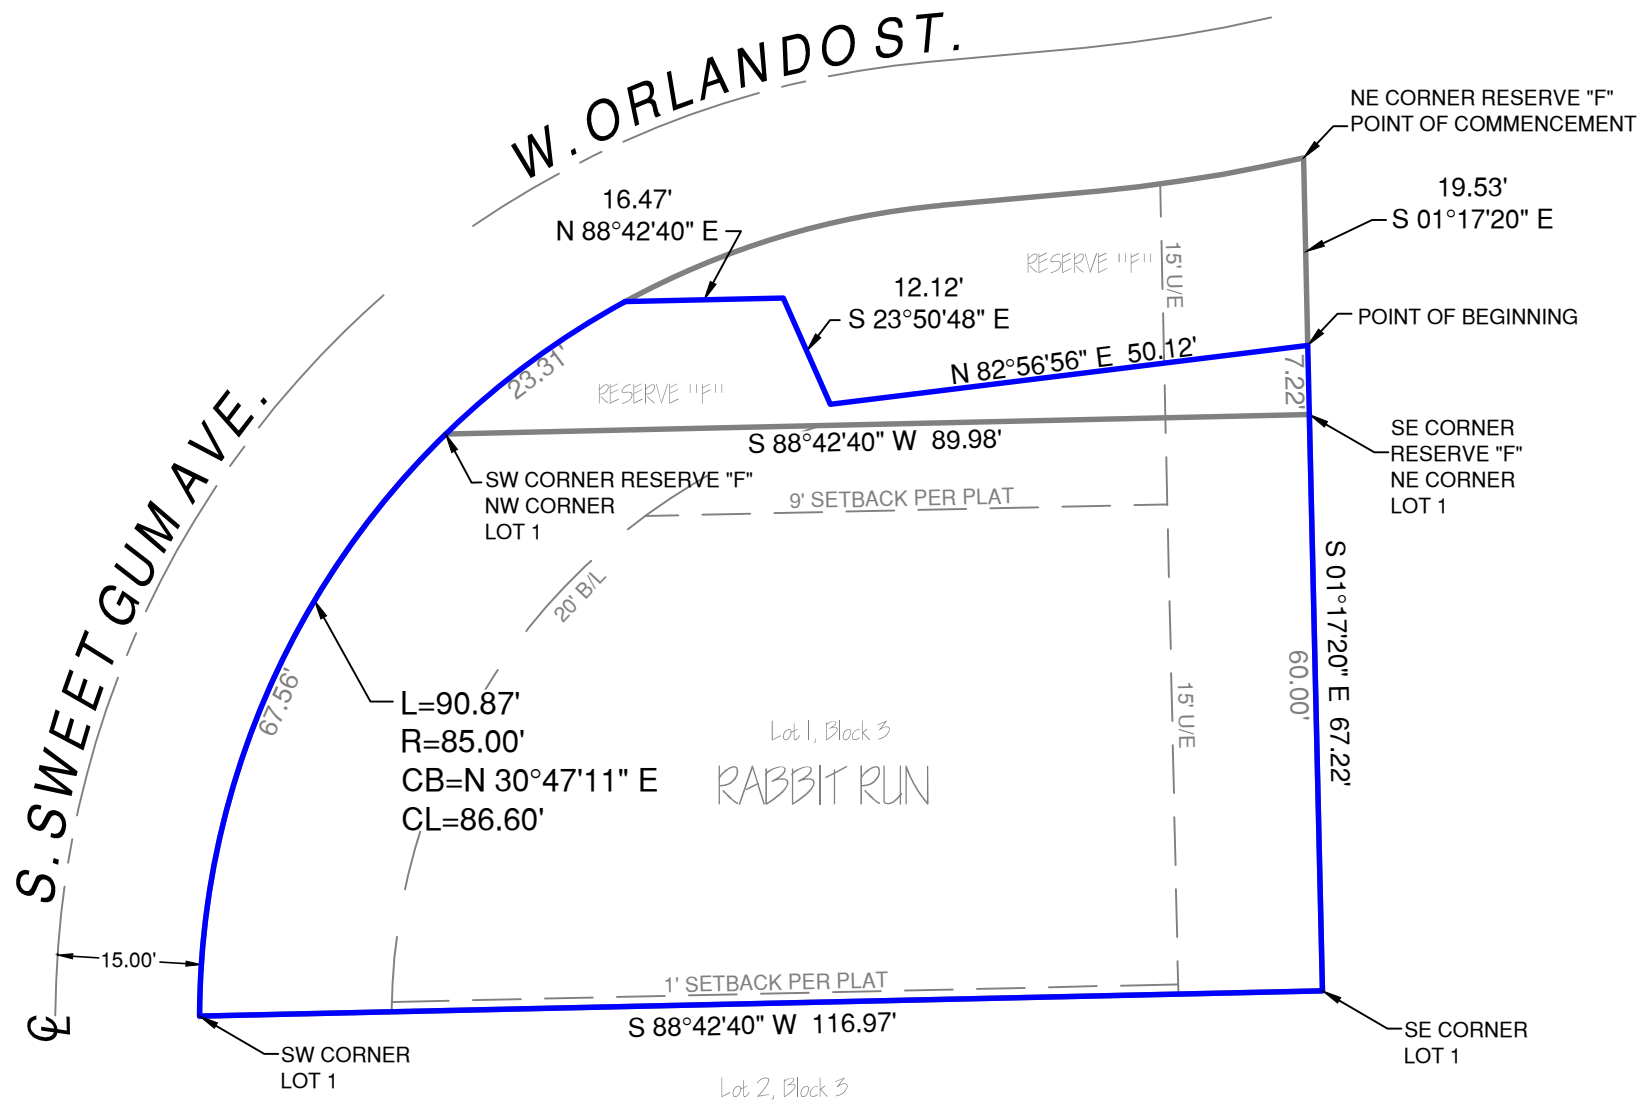 W. ORLANDO ST.
NE CORNER RESERVE "F"
POINT OF COMMENCEMENT
16.47'
N 88°42'40" E
19.53'
S 01°17'20" E
RESERVE "F"
15' U/E
12.12'
S 23°50'48" E
POINT OF BEGINNING
N 82°56'56" E 50.12'
7.22'
23.31'
RESERVE "F"
S 88°42'40" W 89.98'
SE CORNER
RESERVE "F"
NE CORNER
LOT 1
SW CORNER RESERVE "F"
NW CORNER
LOT 1
9' SETBACK PER PLAT
S. SWEET GUM AVE.
20' B/L
S 01°17'20" E 67.22'
60.00'
67.56'
15' U/E
L=90.87'
R=85.00'
CB=N 30°47'11" E
CL=86.60'
Lot 1, Block 3
RABBIT RUN
15.00'
1' SETBACK PER PLAT
S 88°42'40" W 116.97'
℄
SW CORNER
LOT 1
SE CORNER
LOT 1
Lot 2, Block 3